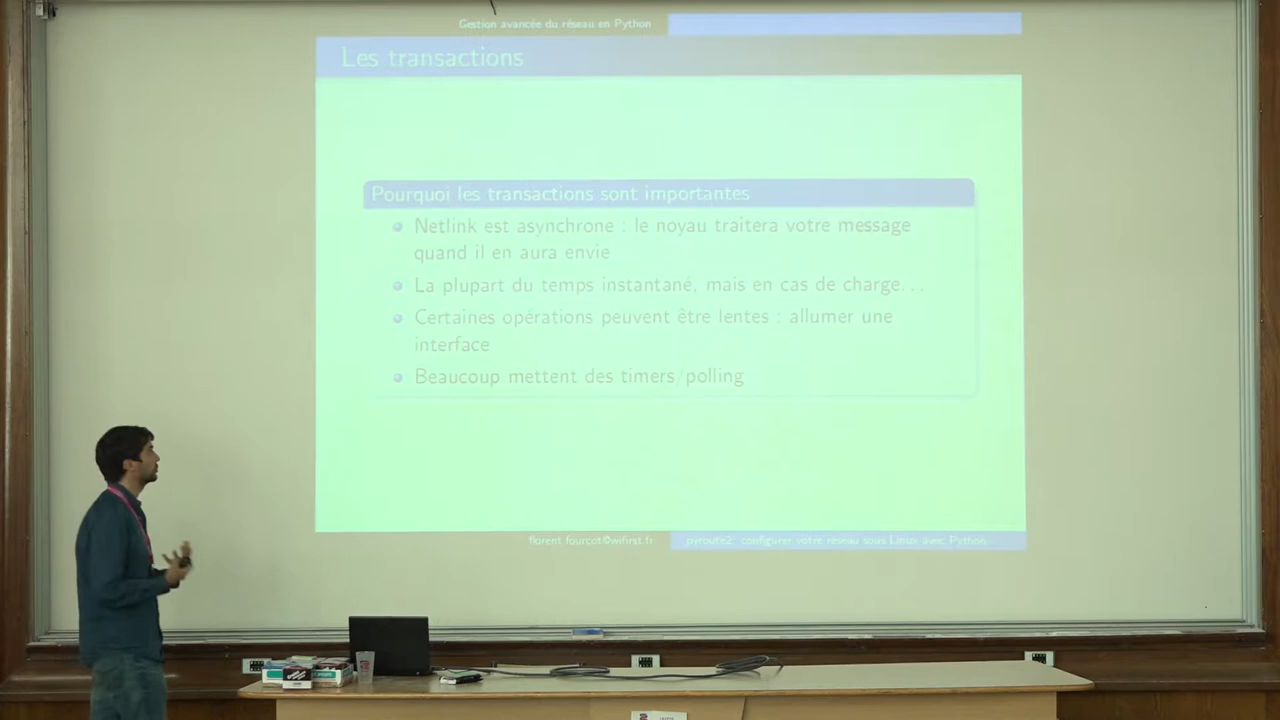 Gestion avancée du réseau en Python
Les transactions
Pourquoi les transactions sont importantes
Netlink est asynchrone : le noyau traitera votre message
quand il en aura envie
La plupart du temps instantané, mais en cas de charge...
Certaines opérations peuvent être lentes : allumer une
interface
Beaucoup mettent des timers/polling
florent.fourcot@wifirst.fr
pyroute2: configurer votre réseau sous Linux avec Python